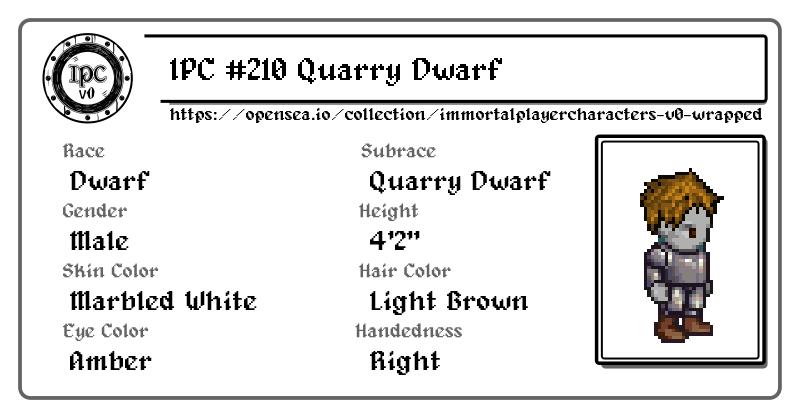 IPC
v0
IPC #210 Quarry Dwarf
https://opensea.io/collection/immortalplayercharacters-v0-wrapped
Race
Dwarf
Subrace
Quarry Dwarf
Gender
Male
Height
4'2"
Skin Color
Marbled White
Hair Color
Light Brown
Eye Color
Amber
Handedness
Right